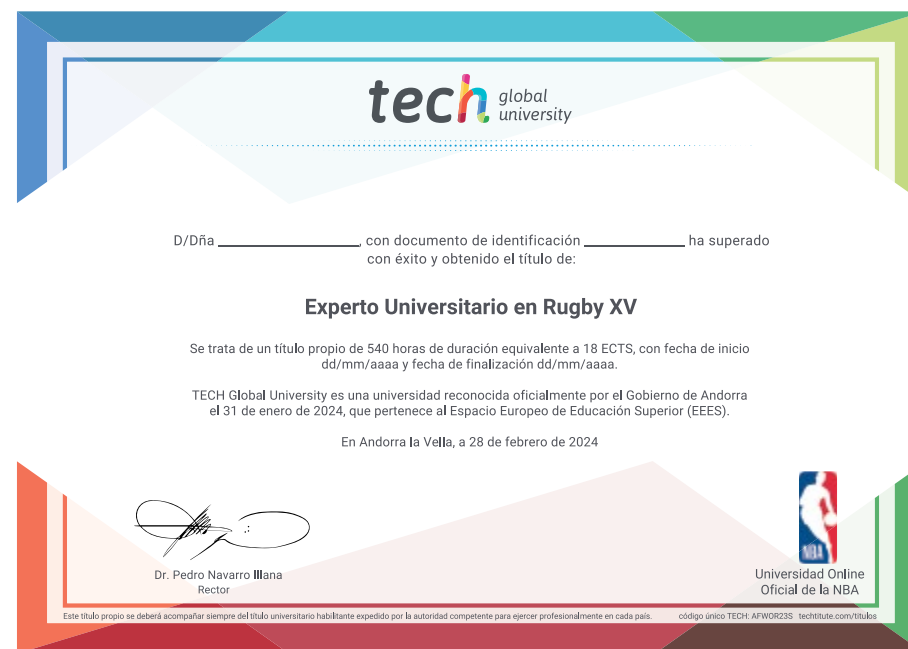 tech global university
D/Dña ______________________, con documento de identificación ______________ ha superado
con éxito y obtenido el título de:
Experto Universitario en Rugby XV
Se trata de un título propio de 540 horas de duración equivalente a 18 ECTS, con fecha de inicio
dd/mm/aaaa y fecha de finalización dd/mm/aaaa.
TECH Global University es una universidad reconocida oficialmente por el Gobierno de Andorra
el 31 de enero de 2024, que pertenece al Espacio Europeo de Educación Superior (EEES).
En Andorra la Vella, a 28 de febrero de 2024
Dr. Pedro Navarro Illana
Rector
NBA
Universidad Online
Oficial de la NBA
Este título propio se deberá acompañar siempre del título universitario habilitante expedido por la autoridad competente para ejercer profesionalmente en cada país. código único TECH: AFWOR23S techtitute.com/titulos